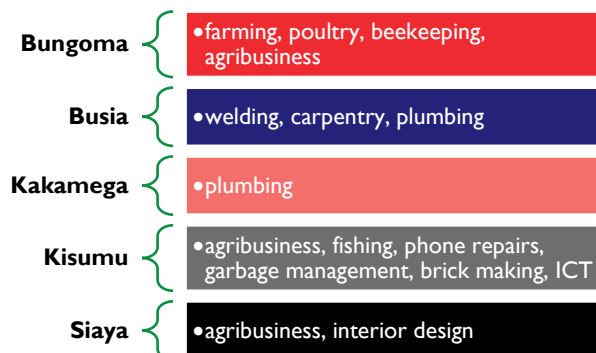 Bungoma
•farming, poultry, beekeeping,
agribusiness
Busia
•welding, carpentry, plumbing
Kakamega
•plumbing
Kisumu
•agribusiness, fishing, phone repairs,
garbage management, brick making, ICT
Siaya
•agribusiness, interior design